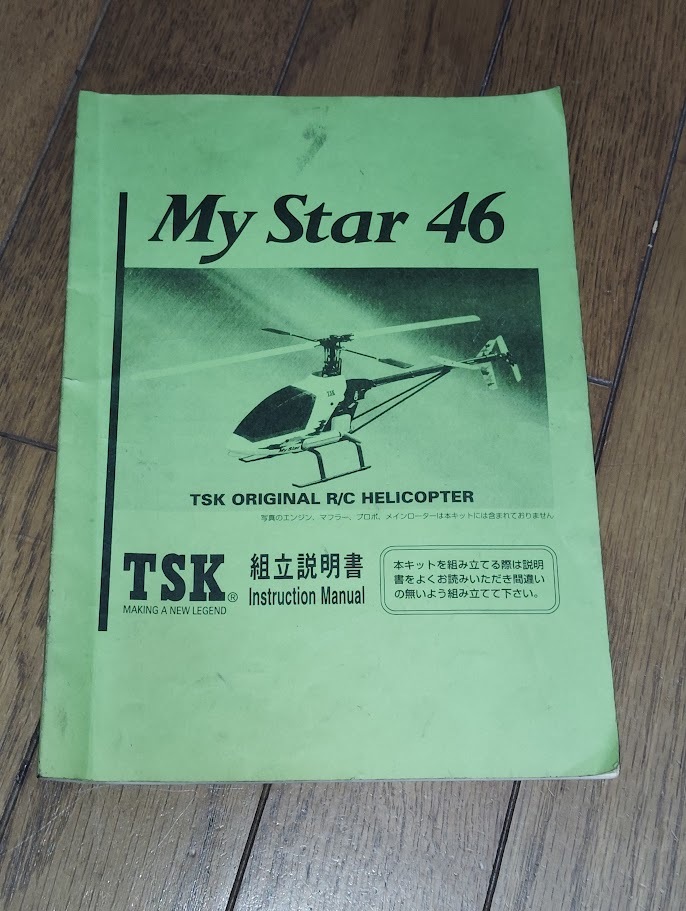 My Star 46
TSK
My Star
TSK ORIGINAL R/C HELICOPTER
写真のエンジン、マフラー、プロポ、メインローターは本キットには含まれておりません
TSK®
MAKING A NEW LEGEND
組立説明書
Instruction Manual
本キットを組み立てる際は説明
書をよくお読みいただき間違い
の無いよう組み立てて下さい。